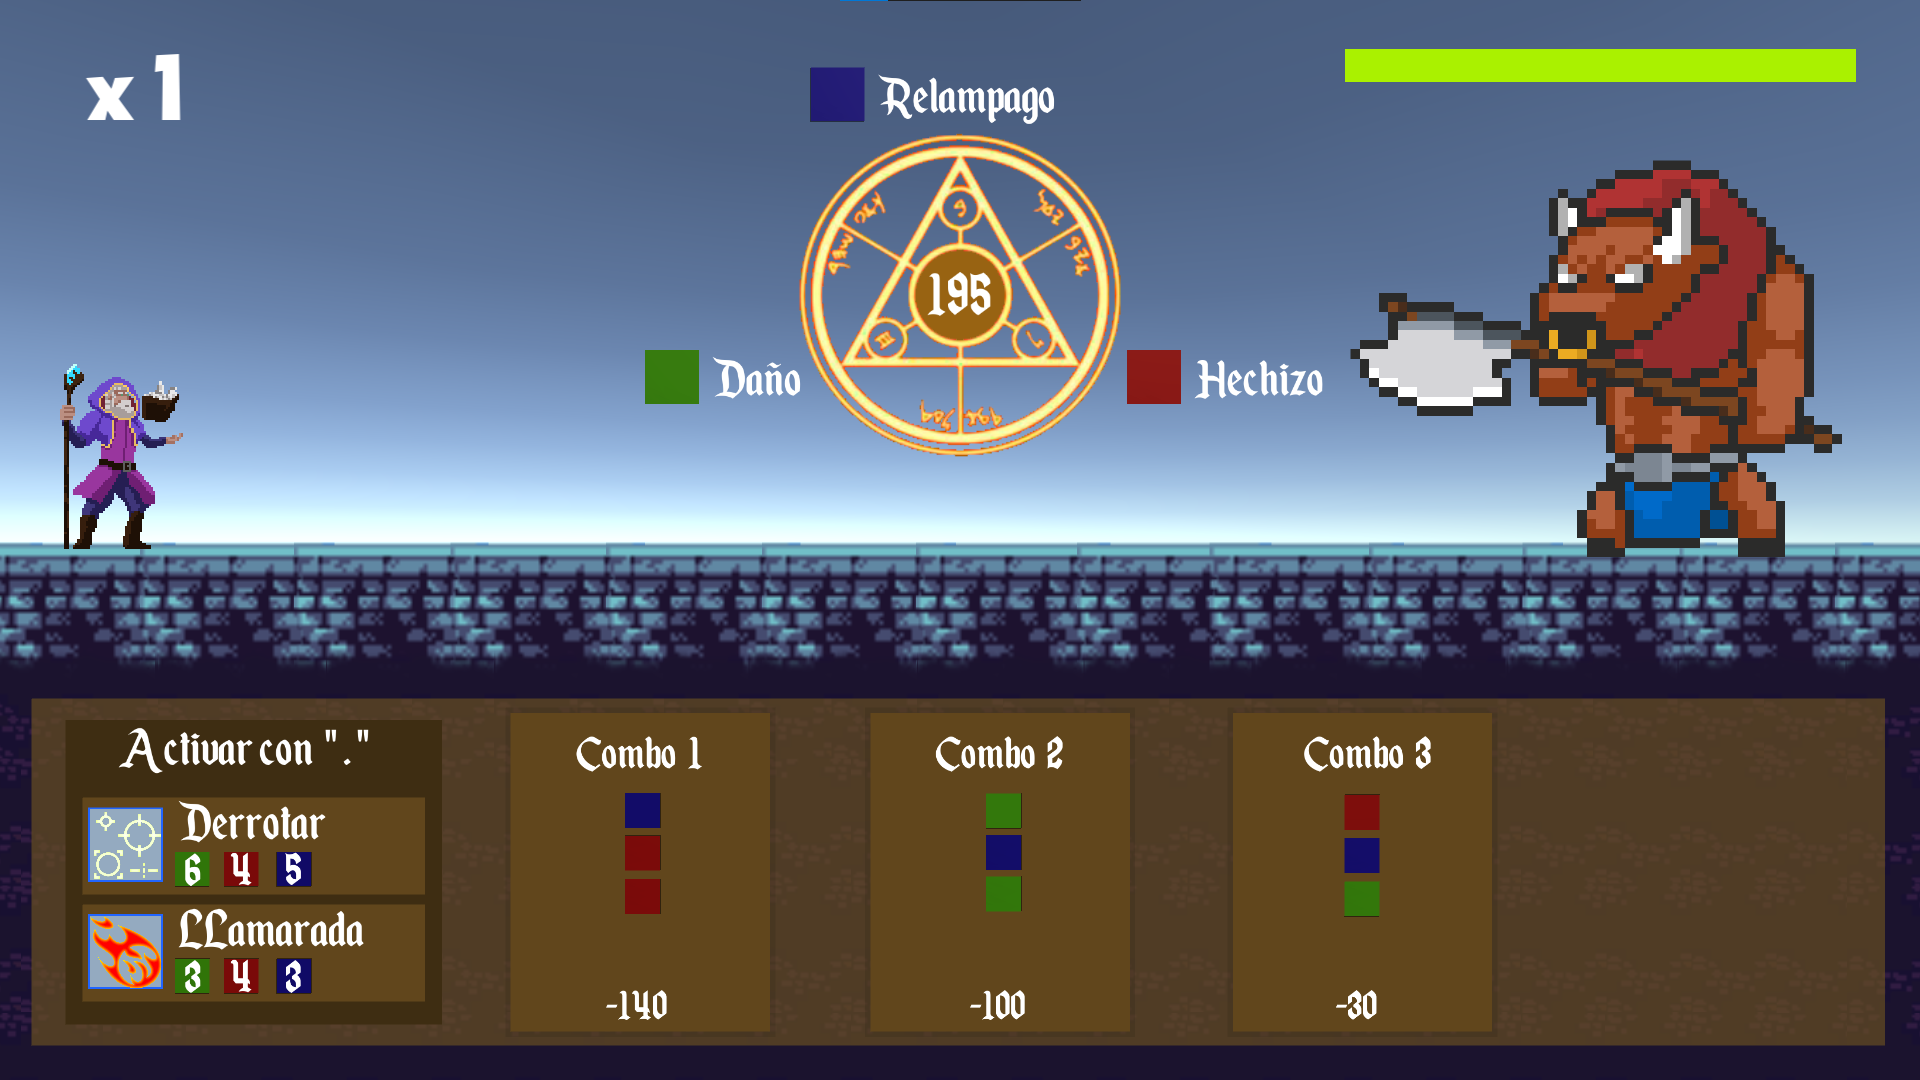 x 1
Relampago
195
Daño
Hechizo
Activar con "."
Derrotar
6 4 5
LLamarada
3 4 3
Combo 1
-140
Combo 2
-100
Combo 3
-30